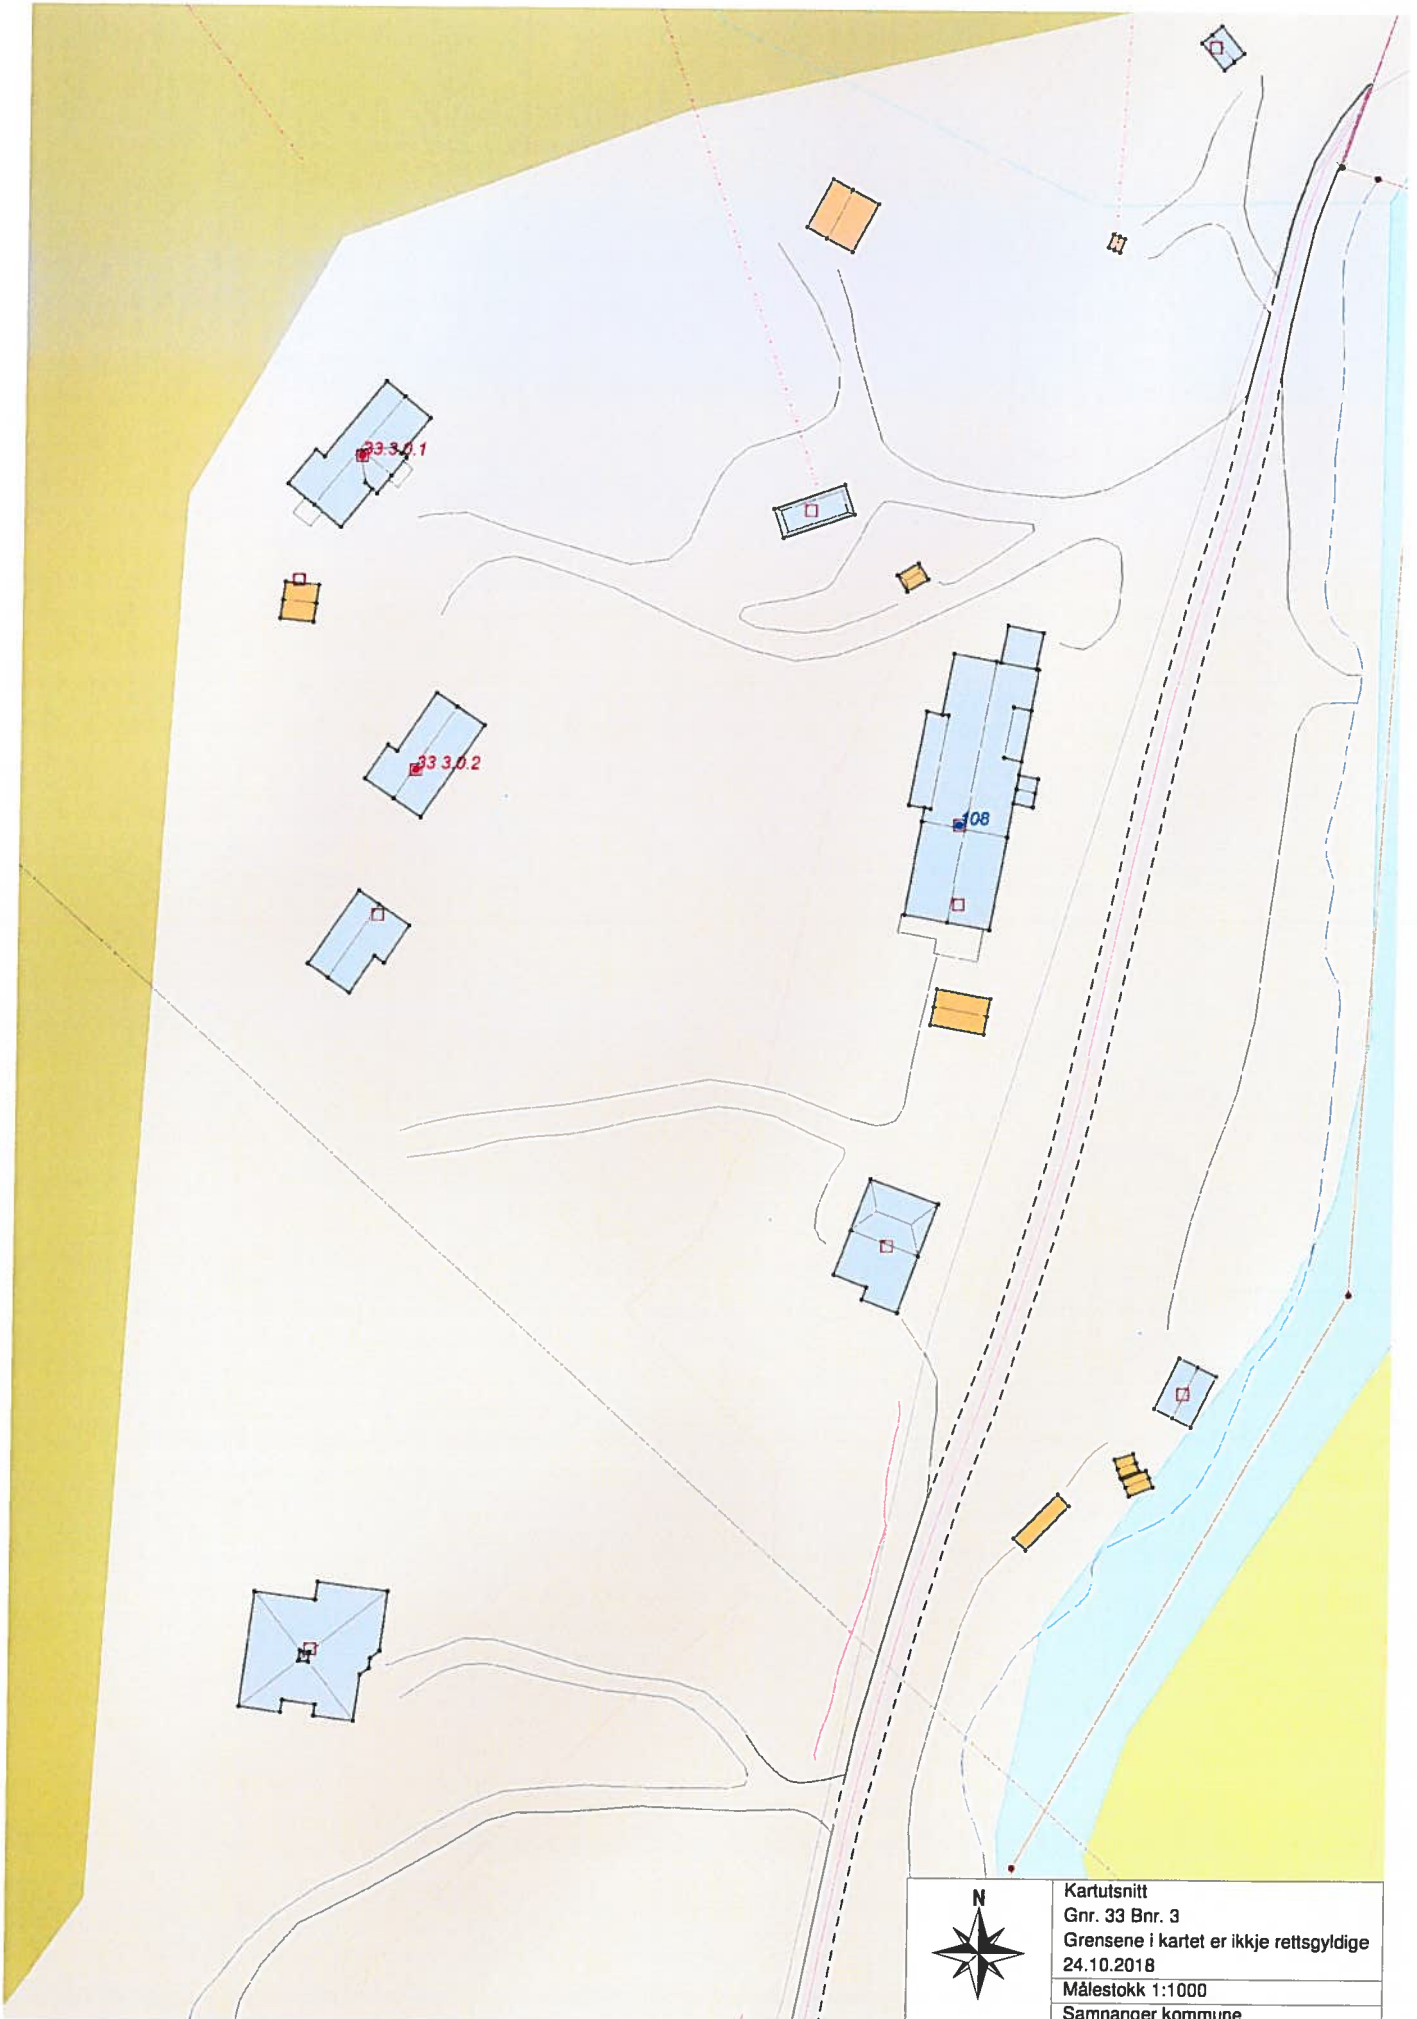 33.3.0.1
33 3.0.2
108
N
Kartutsnitt
Gnr. 33 Bnr. 3
Grensene i kartet er ikkje rettsgyldige
24.10.2018
Målestokk 1:1000
Samnanger kommune